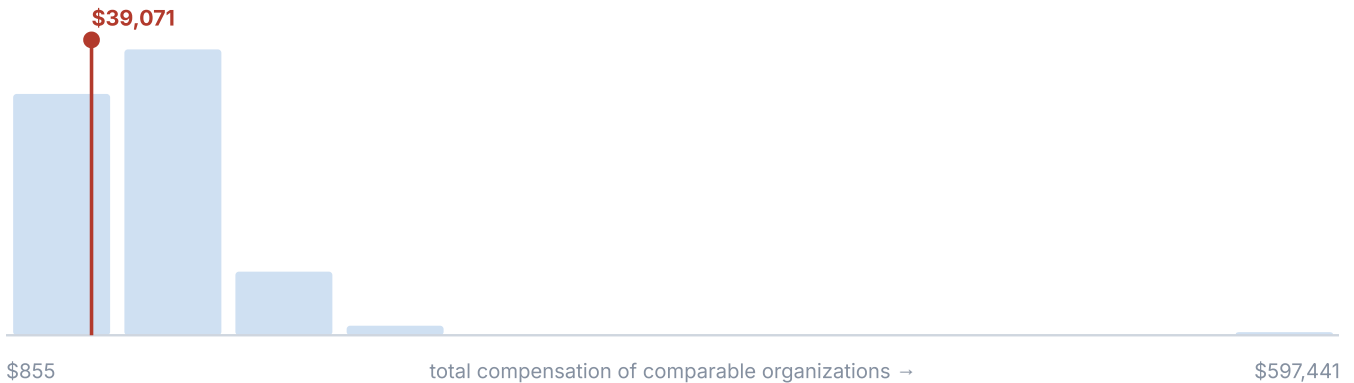 $39,071
$855 total compensation of comparable organizations → $597,441